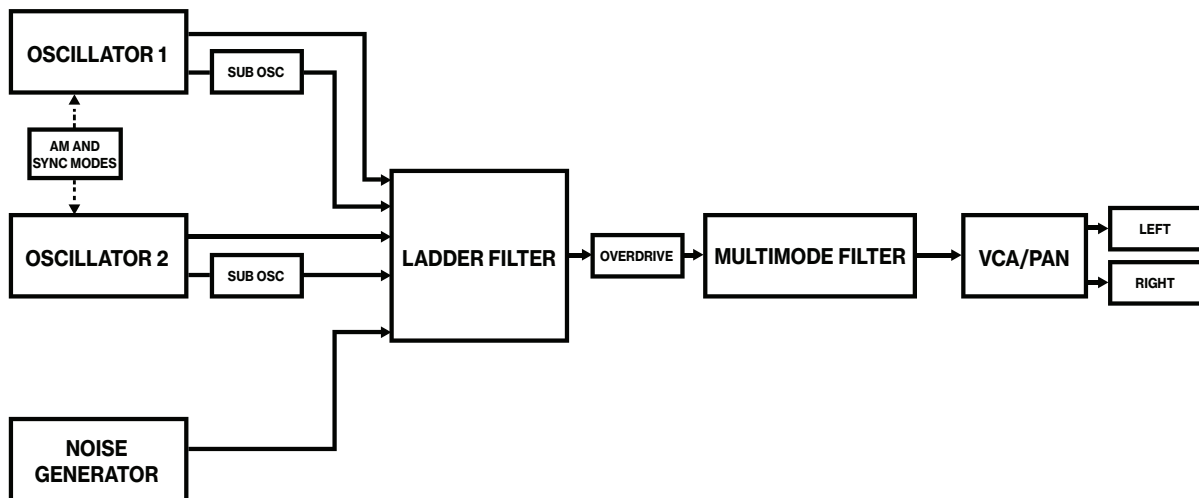 OSCILLATOR 1
SUB OSC
AM AND
SYNC MODES
OSCILLATOR 2
SUB OSC
NOISE
GENERATOR
LADDER FILTER
OVERDRIVE
MULTIMODE FILTER
VCA/PAN
LEFT
RIGHT